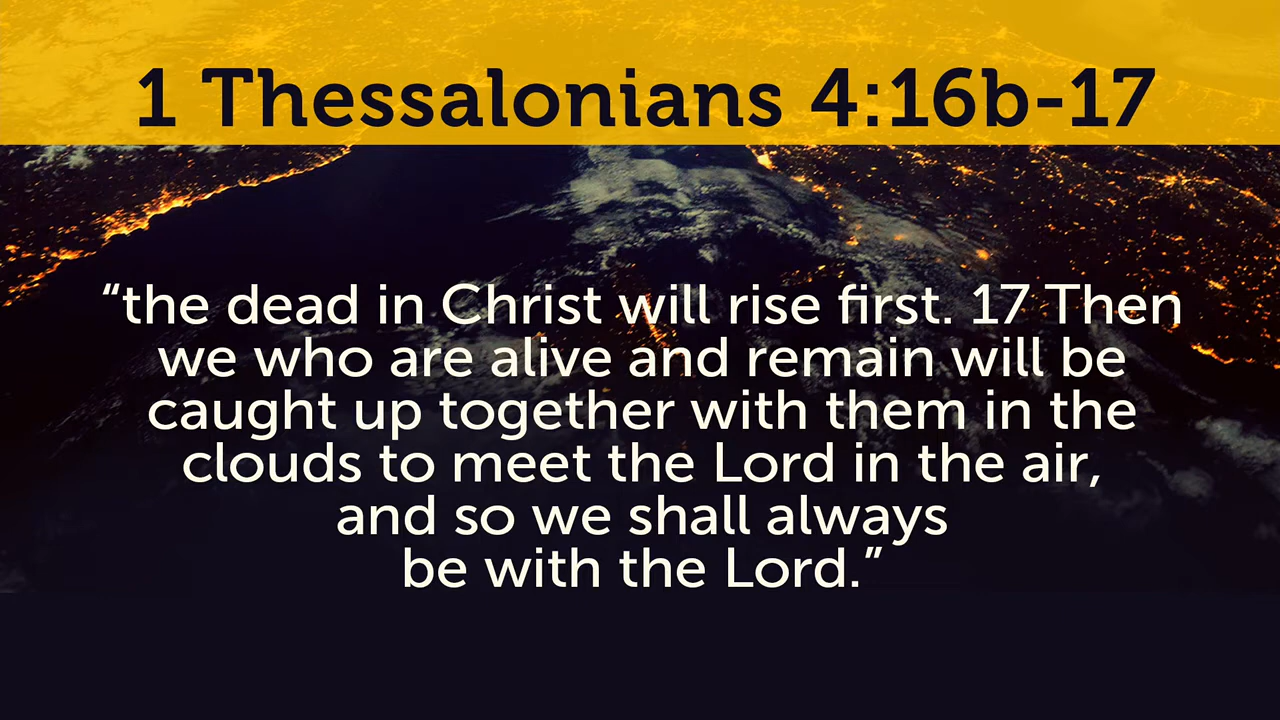 1 Thessalonians 4:16b-17
“the dead in Christ will rise first. 17 Then
we who are alive and remain will be
caught up together with them in the
clouds to meet the Lord in the air,
and so we shall always
be with the Lord.”